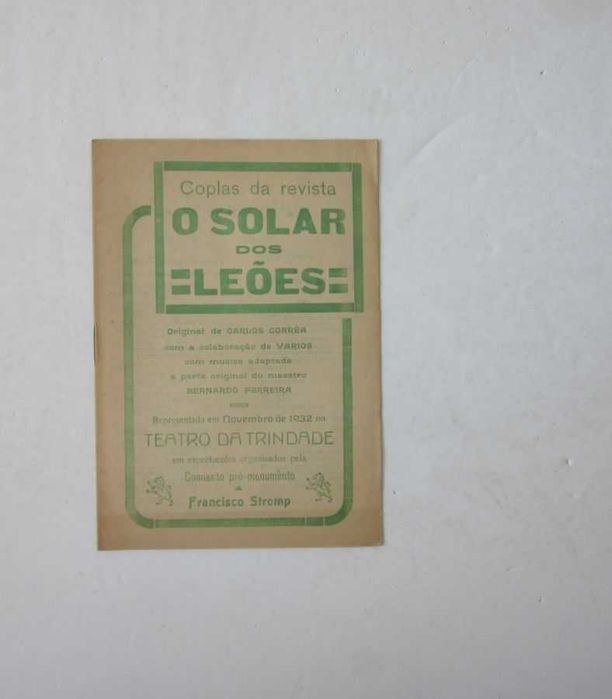 Coplas da revista
O SOLAR
DOS
LEÕES
Original de CARLOS CORRÊA
com a colaboração de VARIOS
com musica adaptada
e parte original do maestro
BERNARDO FERREIRA
Representada em Novembro de 1932 no
TEATRO DA TRINDADE
em espectaculos organisados pela
Comissão pró-monumento
a
Francisco Stromp